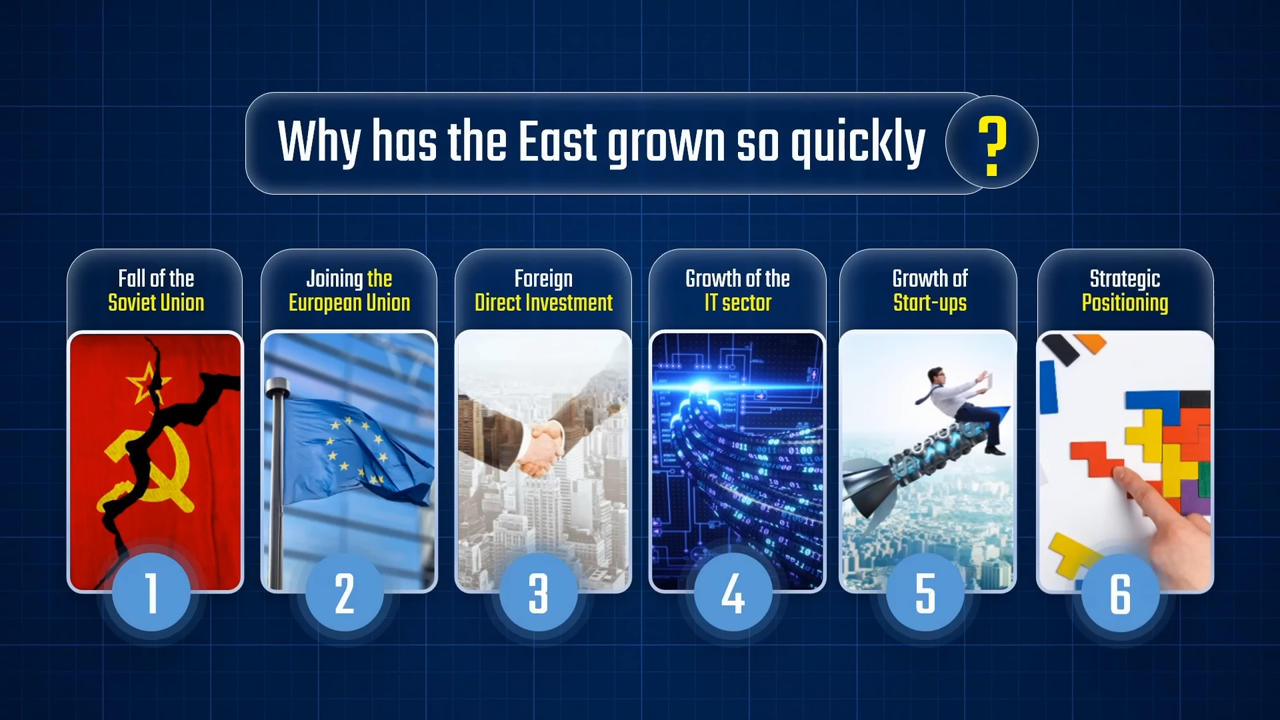 Why has the East grown so quickly ?
Fall of the
Soviet Union
Joining the
European Union
Foreign
Direct Investment
Growth of the
IT sector
Growth of
Start-ups
Strategic
Positioning
1
2
3
4
5
6